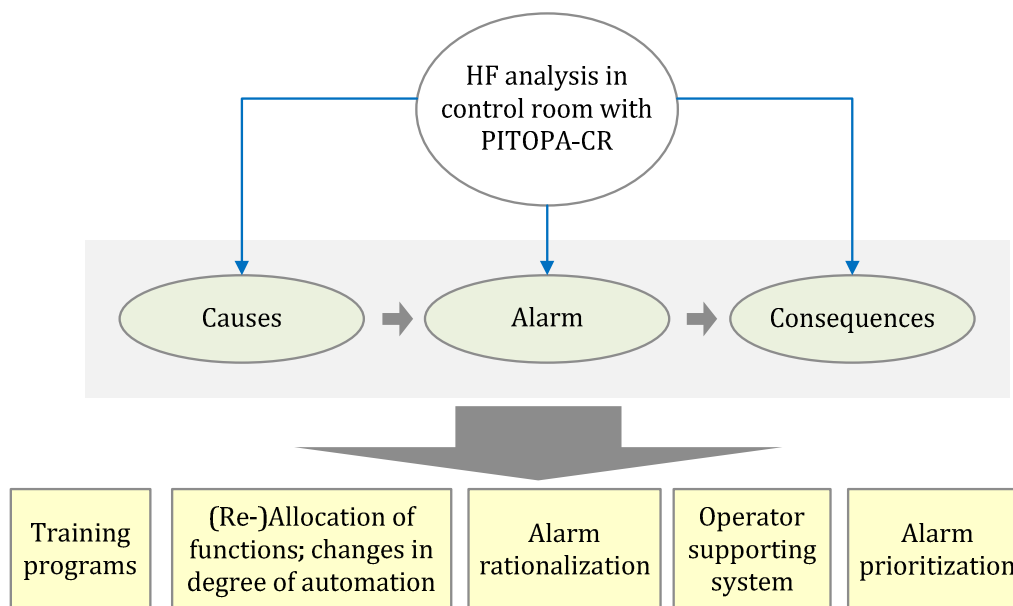 HF analysis in
control room with
PITOPA-CR
Causes
Alarm
Consequences
Training
programs
(Re-)Allocation of
functions; changes in
degree of automation
Alarm
rationalization
Operator
supporting
system
Alarm
prioritization